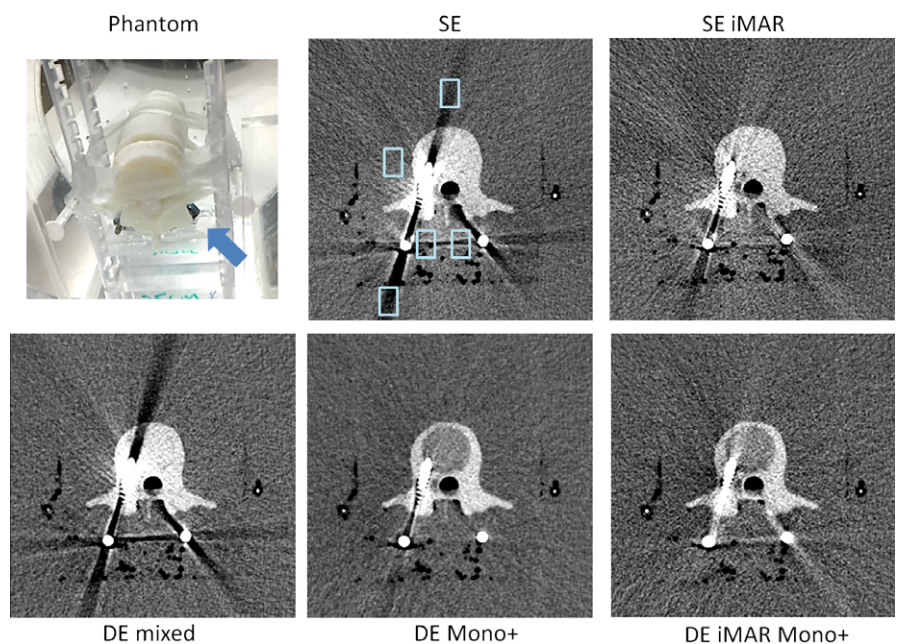 Phantom
SE
SE iMAR
DE mixed
DE Mono+
DE iMAR Mono+